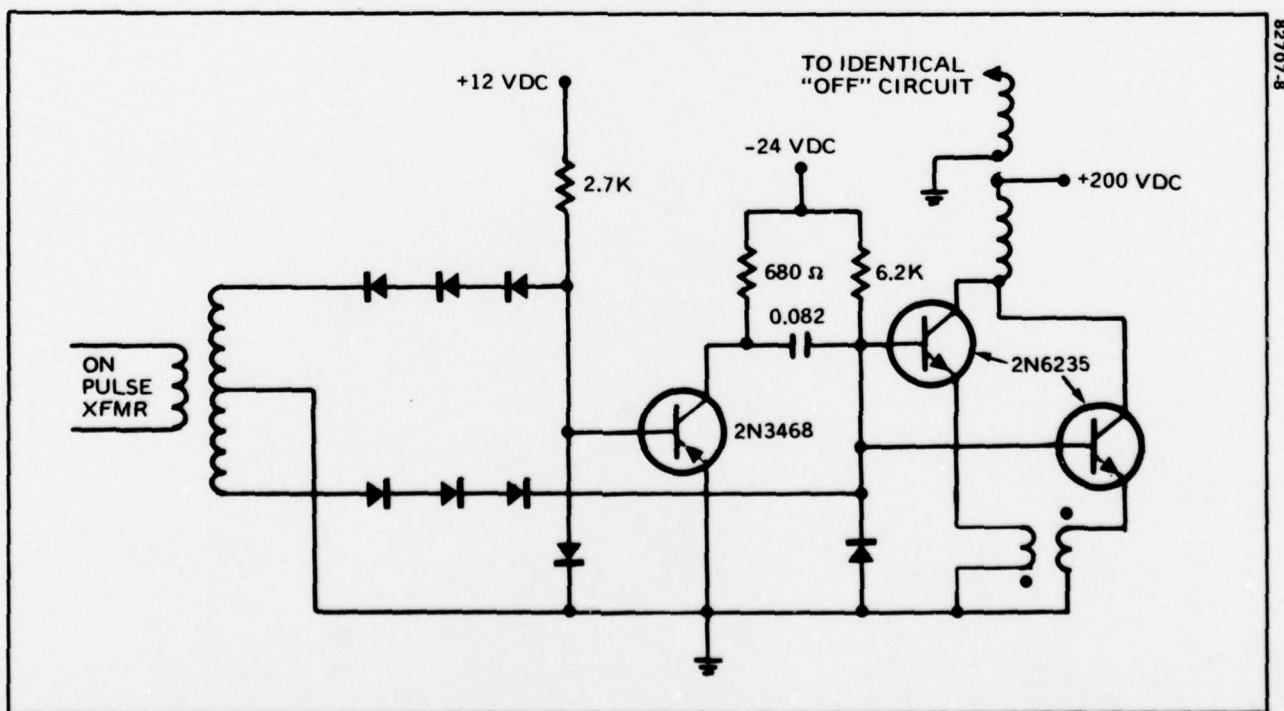 82707-8
TO IDENTICAL
"OFF" CIRCUIT
+12 VDC
-24 VDC
+200 VDC
2.7K
680 Ω
6.2K
0.082
ON
PULSE
XFMR
2N6235
2N3468